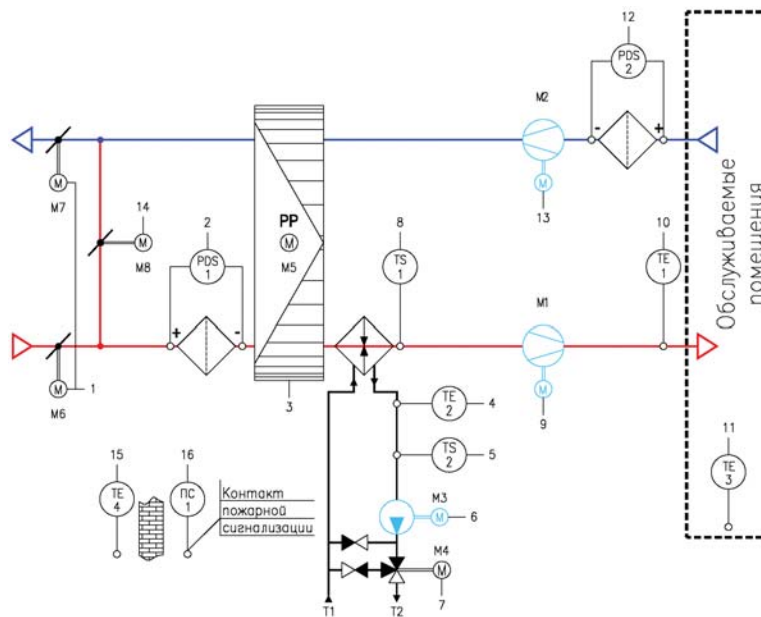 12
PDS
2
M2
M
13
-
+
M
M7
14
M
M8
2
PDS
1
+
-
PP
M
M5
8
TS
1
M1
10
TE
1
Обслуживаемые
помещения
M
M6
1
3
M
9
TE
2
4
TS
2
5
11
TE
3
15
TE
4
16
ПС
1
Контакт
пожарной
сигнализации
M3
M
6
M4
M
7
T1
T2